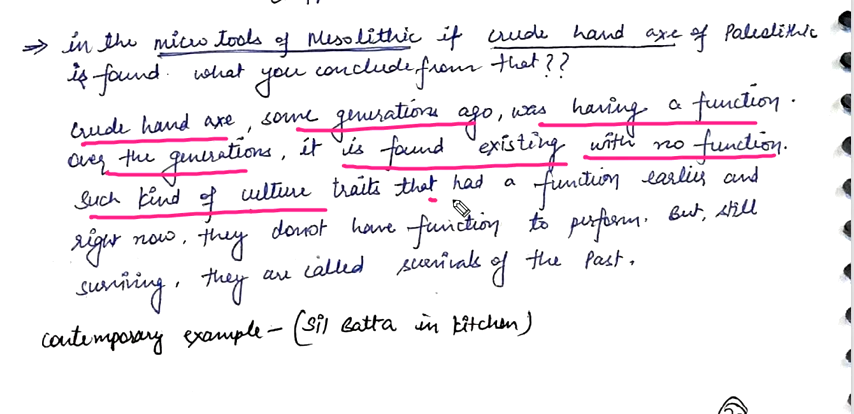 ⇒ in the micro tools of Mesolithic if crude hand axe of Paleolithic
is found. what you conclude from that??
Crude hand axe, some generations ago, was having a function.
over the generations, it is found existing with no function.
Such kind of culture traits that had a function earlier and
right now, they donot have function to perform. But, still
surviving, they are called survivals of the Past.
Contemporary example - (Sil Batta in kitchen)